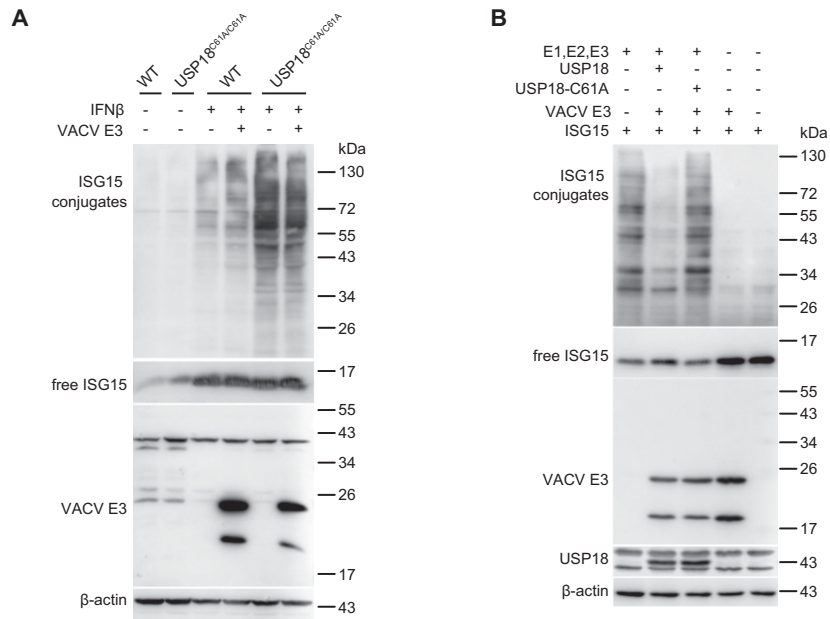 A
WT
USP18C61A/C61A
WT
USP18C61A/C61A
IFNβ - - + + + +
VACV E3 - - - + - +
kDa
ISG15
conjugates
130
72
55
43
34
26
free ISG15
17
55
43
34
26
VACV E3
17
β-actin
43
B
E1,E2,E3 + + + - -
USP18 - + - - -
USP18-C61A - - + - -
VACV E3 - + + + -
ISG15 + + + + +
kDa
130
ISG15
conjugates
72
55
43
34
26
17
free ISG15
55
43
34
26
VACV E3
17
USP18
43
β-actin
43